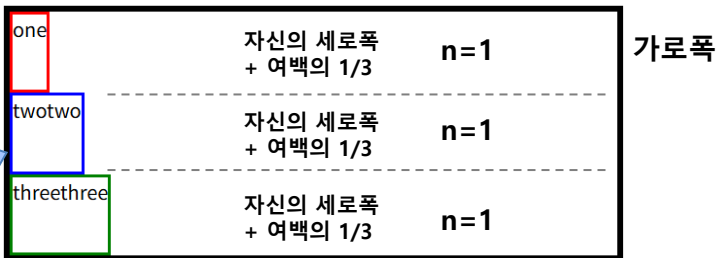 one
자신의 세로폭
+ 여백의 1/3
n=1
가로폭
twotwo
자신의 세로폭
+ 여백의 1/3
n=1
threethree
자신의 세로폭
+ 여백의 1/3
n=1